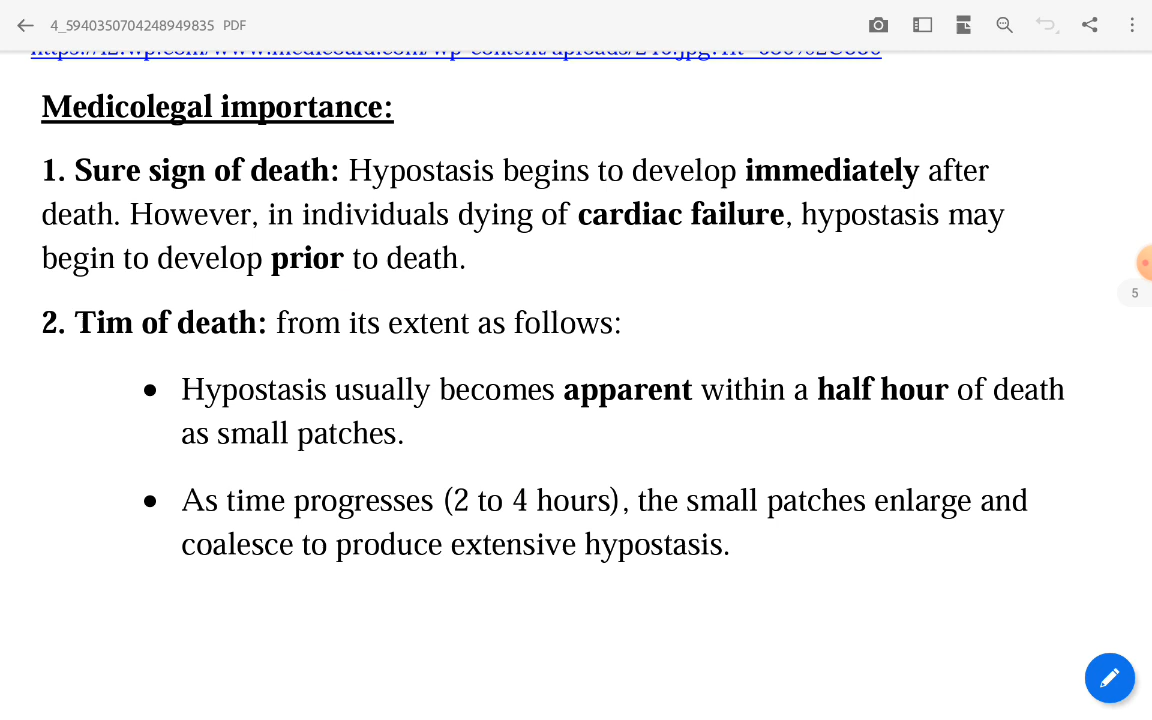 4_5940350704248949835 PDF
Medicolegal importance:
1. Sure sign of death: Hypostasis begins to develop immediately after
death. However, in individuals dying of cardiac failure, hypostasis may
begin to develop prior to death.
5
2. Tim of death: from its extent as follows:
● Hypostasis usually becomes apparent within a half hour of death
as small patches.
● As time progresses (2 to 4 hours), the small patches enlarge and
coalesce to produce extensive hypostasis.